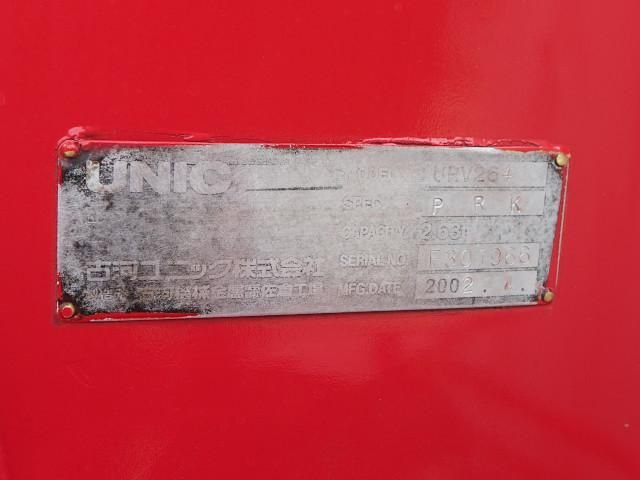 UNIC
MODEL URV264
SPEC. P R K
CAPACITY 2.63t
古河ユニック株式会社
SERIAL NO
MFG.DATE 2002.